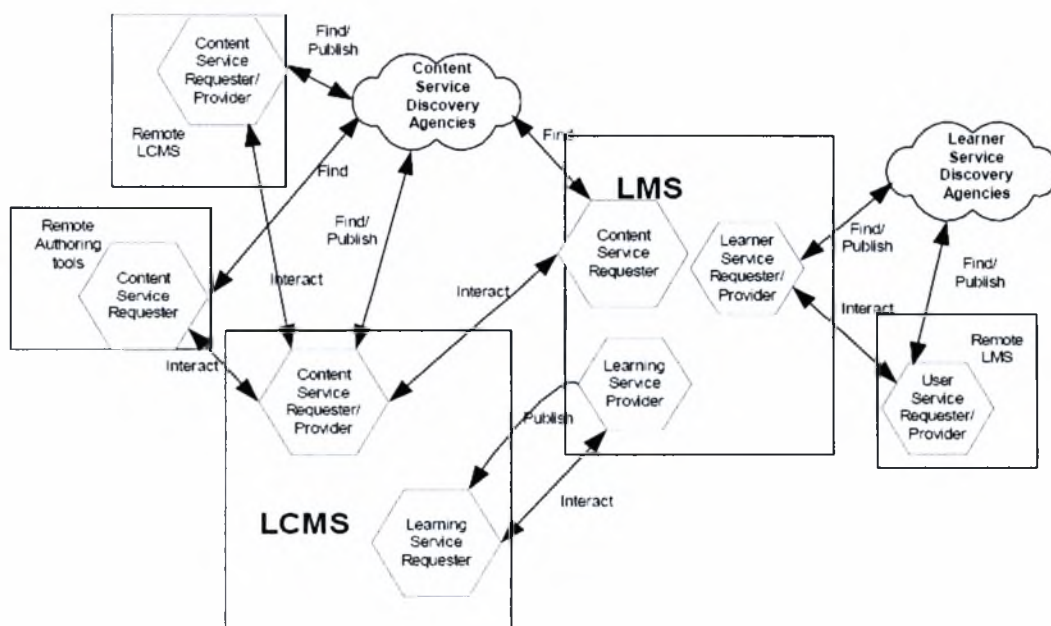 Content
Service
Requester/
Provider
Remote
LCMS
Find/
Publish
Content
Service
Discovery
Agencies
Find
Find/
Publish
Find
Interact
Remote
Authoring
tools
Content
Service
Requester
Interact
Content
Service
Requester/
Provider
LCMS
Learning
Service
Requester
Interact
LMS
Content
Service
Requester
Learner
Service
Requester/
Provider
Learning
Service
Provider
Publish
Interact
Learner
Service
Discovery
Agencies
Find/
Publish
Find/
Publish
Interact
Remote
LMS
User
Service
Requester/
Provider